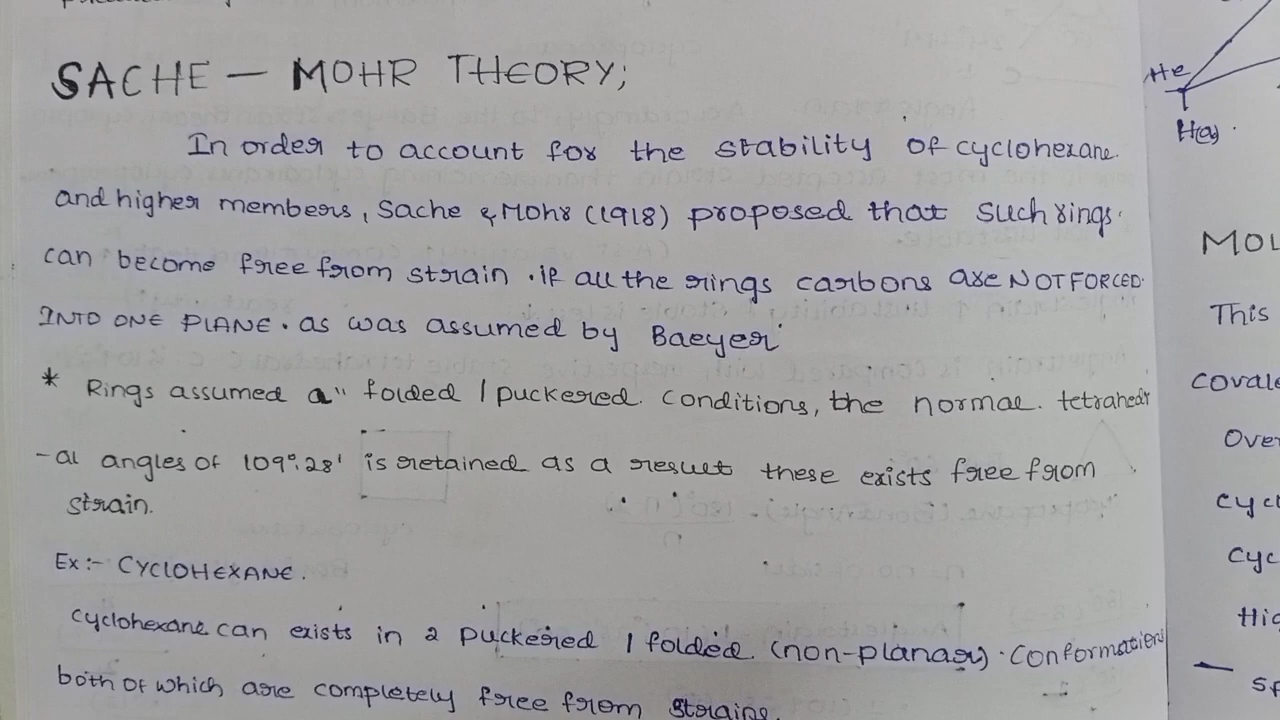 SACHE - MOHR THEORY;
In order to account for the stability of cyclohexane.
and higher members, Sache & Mohr (1918) proposed that such rings.
can become free from strain .if all the rings carbons are NOT FORCED.
INTO ONE PLANE. as was assumed by Baeyer
* Rings assumed a" folded / puckered. conditions, the normal. tetrahedr
-al angles of 109°.28' is retained as a result these exists free from
strain.
Ex:- CYCLOHEXANE.
cyclohexane can exists in 2 puckered / folded (non-planar). conformation
both of which are completely free from strains.
He
H(a).
MOL
This
covale
Over
cycl
Cyc
Hig